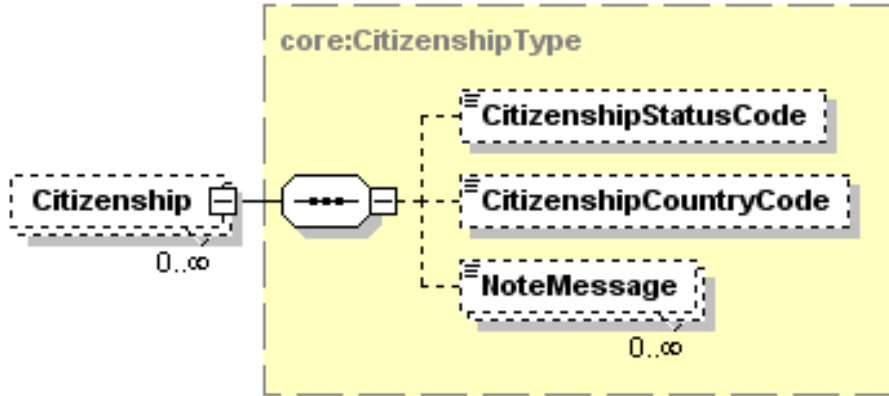 core:CitizenshipType
CitizenshipStatusCode
Citizenship
0..∞
CitizenshipCountryCode
NoteMessage
0..∞